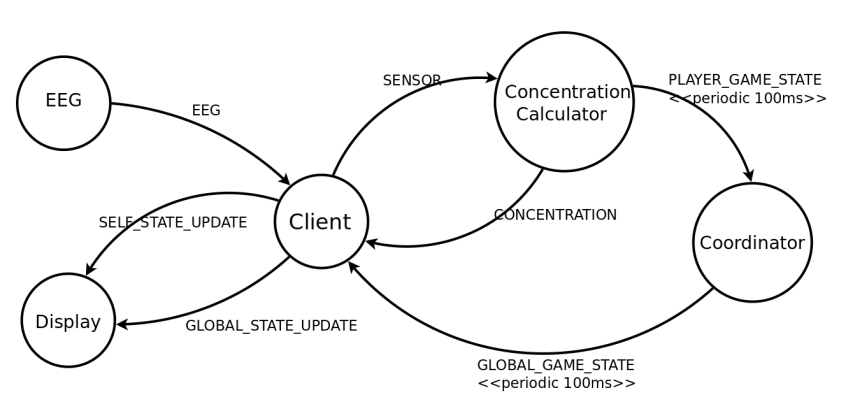 SENSOR
PLAYER_GAME_STATE
<<periodic 100ms>>
Concentration
Calculator
EEG
EEG
SELF_STATE_UPDATE
Client
CONCENTRATION
Coordinator
Display
GLOBAL_STATE_UPDATE
GLOBAL_GAME_STATE
<<periodic 100ms>>